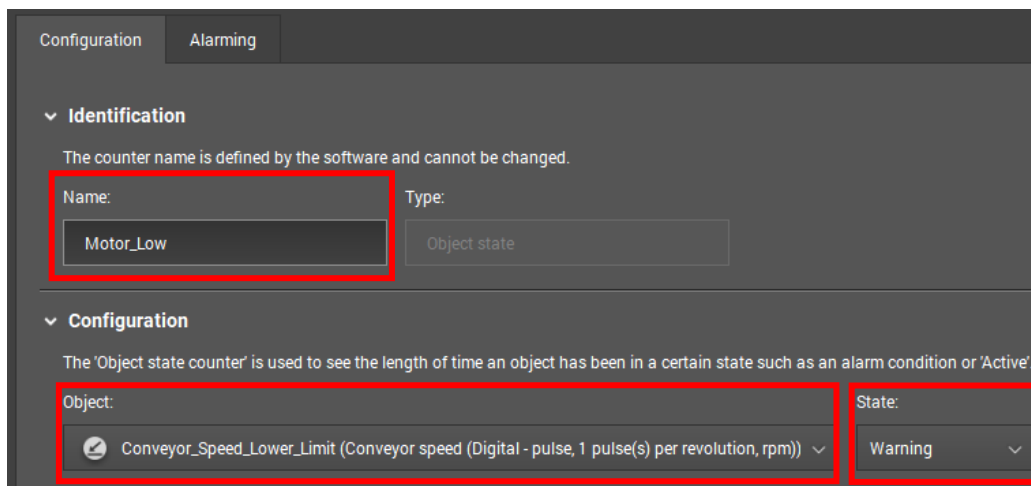 Configuration Alarming
Identification
The counter name is defined by the software and cannot be changed.
Name: Type:
Motor_Low Object state
Configuration
The 'Object state counter' is used to see the length of time an object has been in a certain state such as an alarm condition or 'Active'
Object: State:
Conveyor_Speed_Lower_Limit (Conveyor speed (Digital - pulse, 1 pulse(s) per revolution, rpm)) Warning